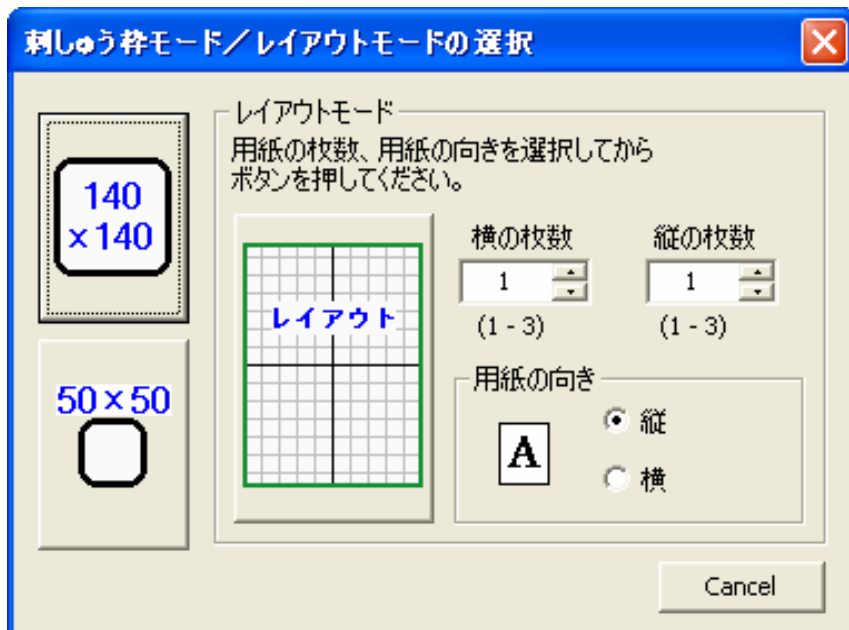 刺しゅう枠モード／レイアウトモードの選択
140
×140
50×50
レイアウトモード
用紙の枚数、用紙の向きを選択してから
ボタンを押してください。
レイアウト
横の枚数
1
(1 - 3)
縦の枚数
1
(1 - 3)
用紙の向き
A
縦
横
Cancel